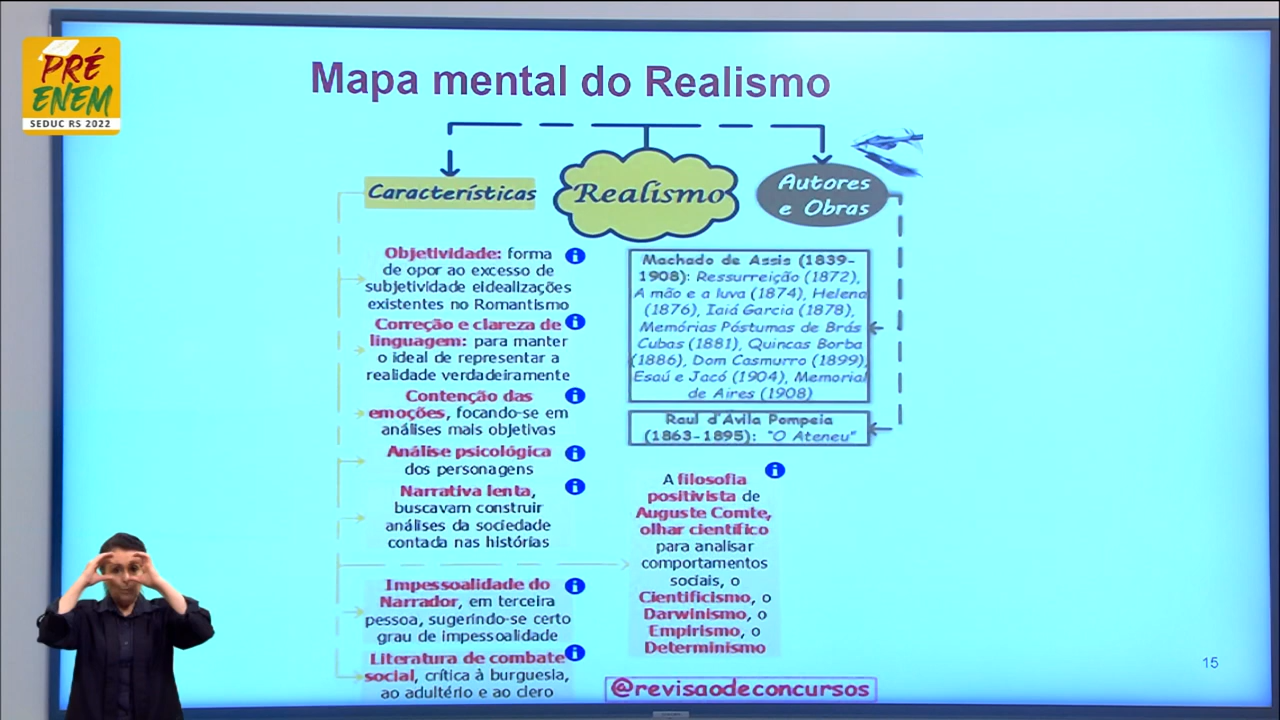 PRÉ
ENEM
SEDUC RS 2022
Mapa mental do Realismo
Características
Realismo
Autores
e Obras
Objetividade: forma
de opor ao excesso de
subjetividade eidealizações
existentes no Romantismo
Correção e clareza de
linguagem: para manter
o ideal de representar a
realidade verdadeiramente
Contenção das
emoções, focando-se em
análises mais objetivas
Análise psicológica
dos personagens
Narrativa lenta,
buscavam construir
análises da sociedade
contada nas histórias
Impessoalidade do
Narrador, em terceira
pessoa, sugerindo-se certo
grau de impessoalidade
Literatura de combate
social, crítica à burguesia,
ao adultério e ao clero
Machado de Assis (1839-
1908): Ressurreição (1872),
A mão e a luva (1874), Helena
(1876), Iaiá Garcia (1878),
Memórias Póstumas de Brás
Cubas (1881), Quincas Borba
(1886), Dom Casmurro (1899),
Esaú e Jacó (1904), Memorial
de Aires (1908)
Raul d'Ávila Pompeia
(1863-1895): "O Ateneu"
A filosofia
positivista de
Auguste Comte,
olhar científico
para analisar
comportamentos
sociais, o
Cientificismo, o
Darwinismo, o
Empirismo, o
Determinismo
@revisaodeconcursos
15